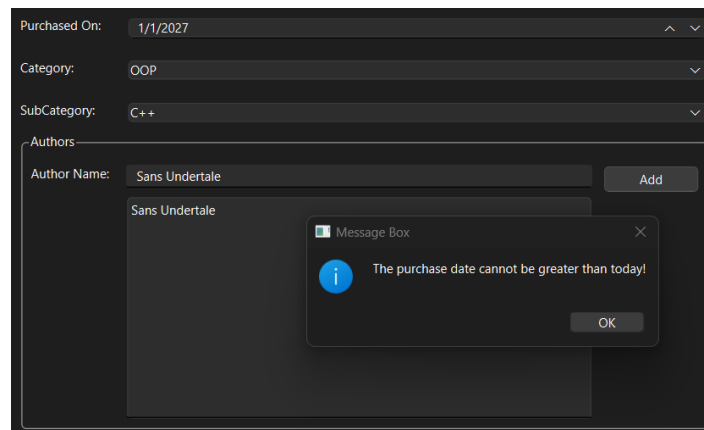 Purchased On: 1/1/2027
Category: OOP
SubCategory: C++
Authors
Author Name: Sans Undertale Add
Sans Undertale
Message Box
The purchase date cannot be greater than today!
OK